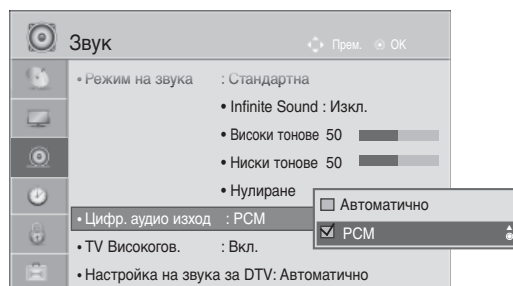 Звук
Прем. OK
• Режим на звука : Стандартна
• Infinite Sound : Изкл.
• Високи тонове 50
• Ниски тонове 50
• Нулиране
• Цифр. аудио изход : PCM
Автоматично
PCM
• TV Високогов. : Вкл.
• Настройка на звука за DTV: Автоматично